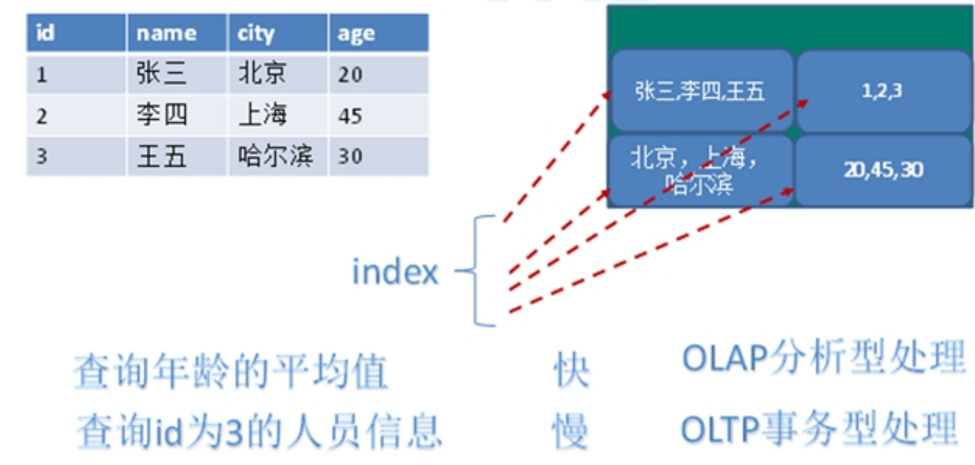 id name city age
1 张三 北京 20
2 李四 上海 45
3 王五 哈尔滨 30
张三,李四,王五
1,2,3
北京，上海，
哈尔滨
20,45,30
index
查询年龄的平均值 快 OLAP分析型处理
查询id为3的人员信息 慢 OLTP事务型处理